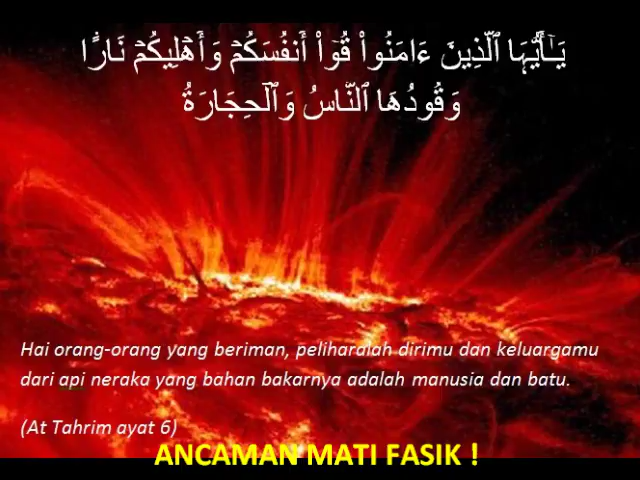 يَـٰٓأَيُّهَا ٱلَّذِينَ ءَامَنُوا۟ قُوٓا۟ أَنفُسَكُمْ وَأَهْلِيكُمْ نَارًا
وَقُودُهَا ٱلنَّاسُ وَٱلْحِجَارَةُ
Hai orang-orang yang beriman, peliharalah dirimu dan keluargamu
dari api neraka yang bahan bakarnya adalah manusia dan batu.
(At Tahrim ayat 6)
ANCAMAN MATI FASIK !